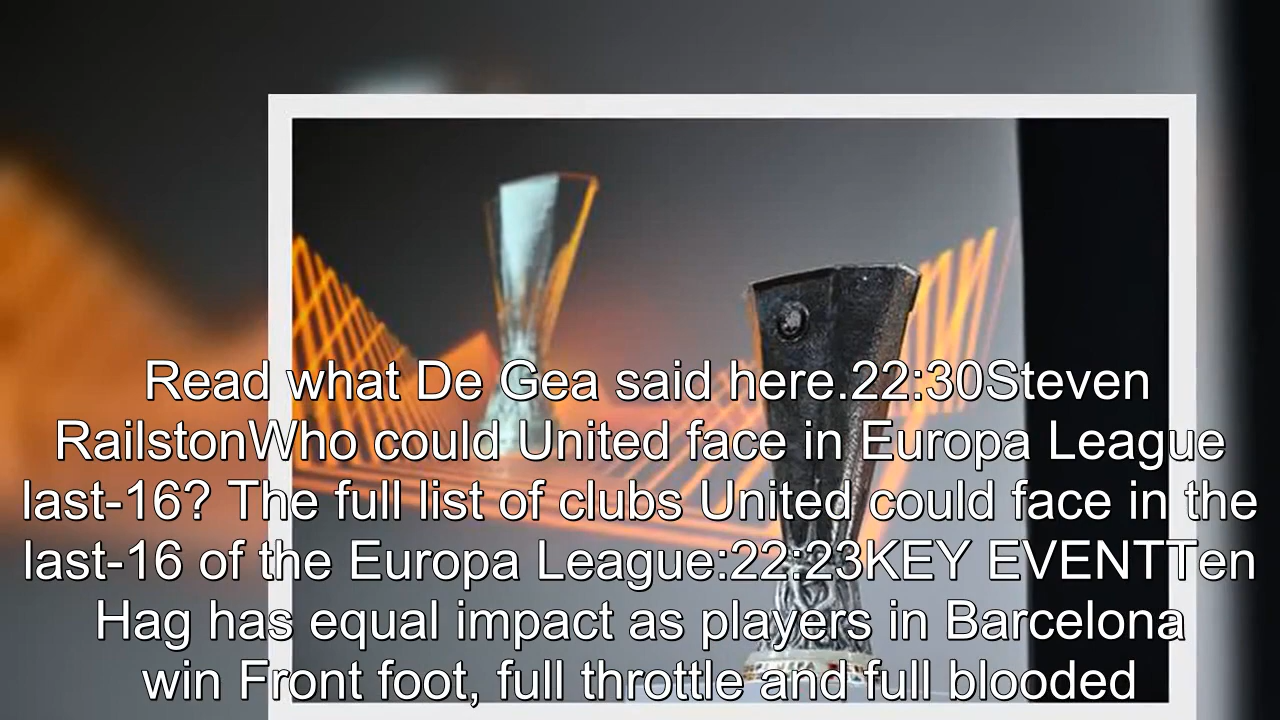 Read what De Gea said here.22:30Steven
RailstonWho could United face in Europa League
last-16? The full list of clubs United could face in the
last-16 of the Europa League:22:23KEY EVENTTen
Hag has equal impact as players in Barcelona
win Front foot, full throttle and full blooded